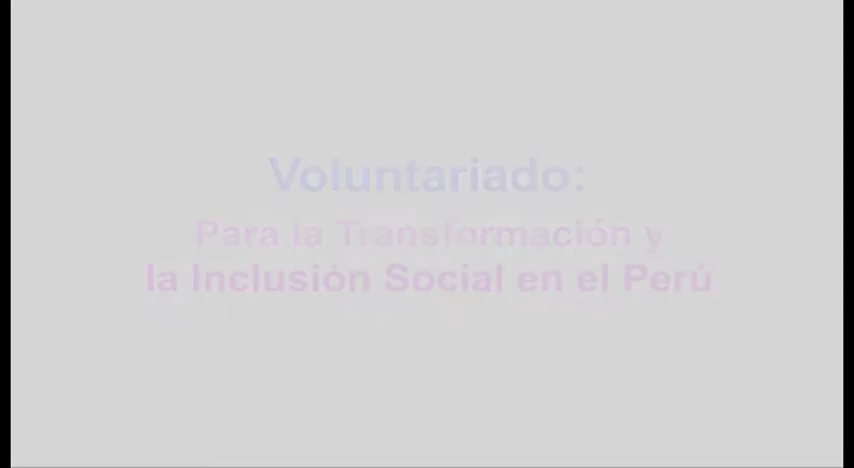 Voluntariado:
Para la Transformación y
la Inclusión Social en el Perú